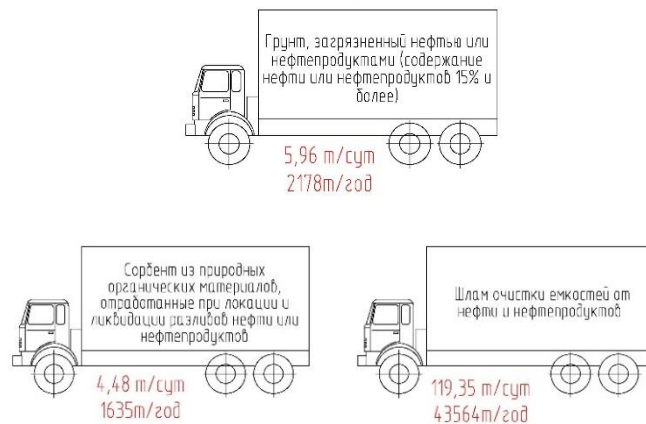 Грунт, загрязненный нефтью или
нефтепродуктами (содержание
нефти или нефтепродуктов 15% и
более)
5,96 т/сут
2178т/год
Сорбент из природных
органических материалов,
отработанные при локации и
ликвидации разливов нефти или
нефтепродуктов
4,48 т/сут
1635т/год
Шлам очистки емкостей от
нефти и нефтепродуктов
119,35 т/сут
43564т/год